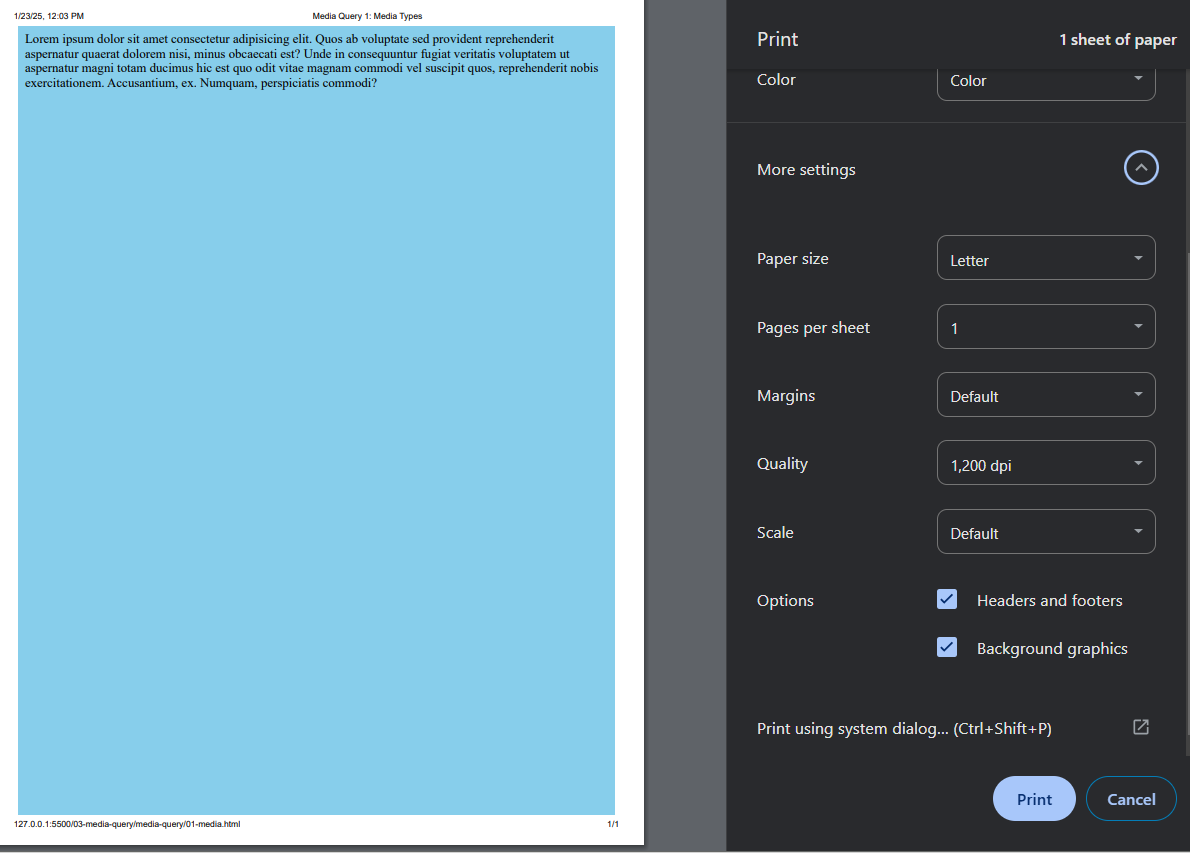 1/23/25, 12:03 PM
Media Query 1: Media Types
Lorem ipsum dolor sit amet consectetur adipisicing elit. Quos ab voluptate sed provident reprehenderit
aspernatur quaerat dolorem nisi, minus obcaecati est? Unde in consequuntur fugiat veritatis voluptatem ut
aspernatur magni totam ducimus hic est quo odit vitae magnam commodi vel suscipit quos, reprehenderit nobis
exercitationem. Accusantium, ex. Numquam, perspiciatis commodi?
127.0.0.1:5500/03-media-query/media-query/01-media.html
1/1
Print
1 sheet of paper
Color
Color
More settings
Paper size
Letter
Pages per sheet
1
Margins
Default
Quality
1,200 dpi
Scale
Default
Options
Headers and footers
Background graphics
Print using system dialog... (Ctrl+Shift+P)
Print
Cancel